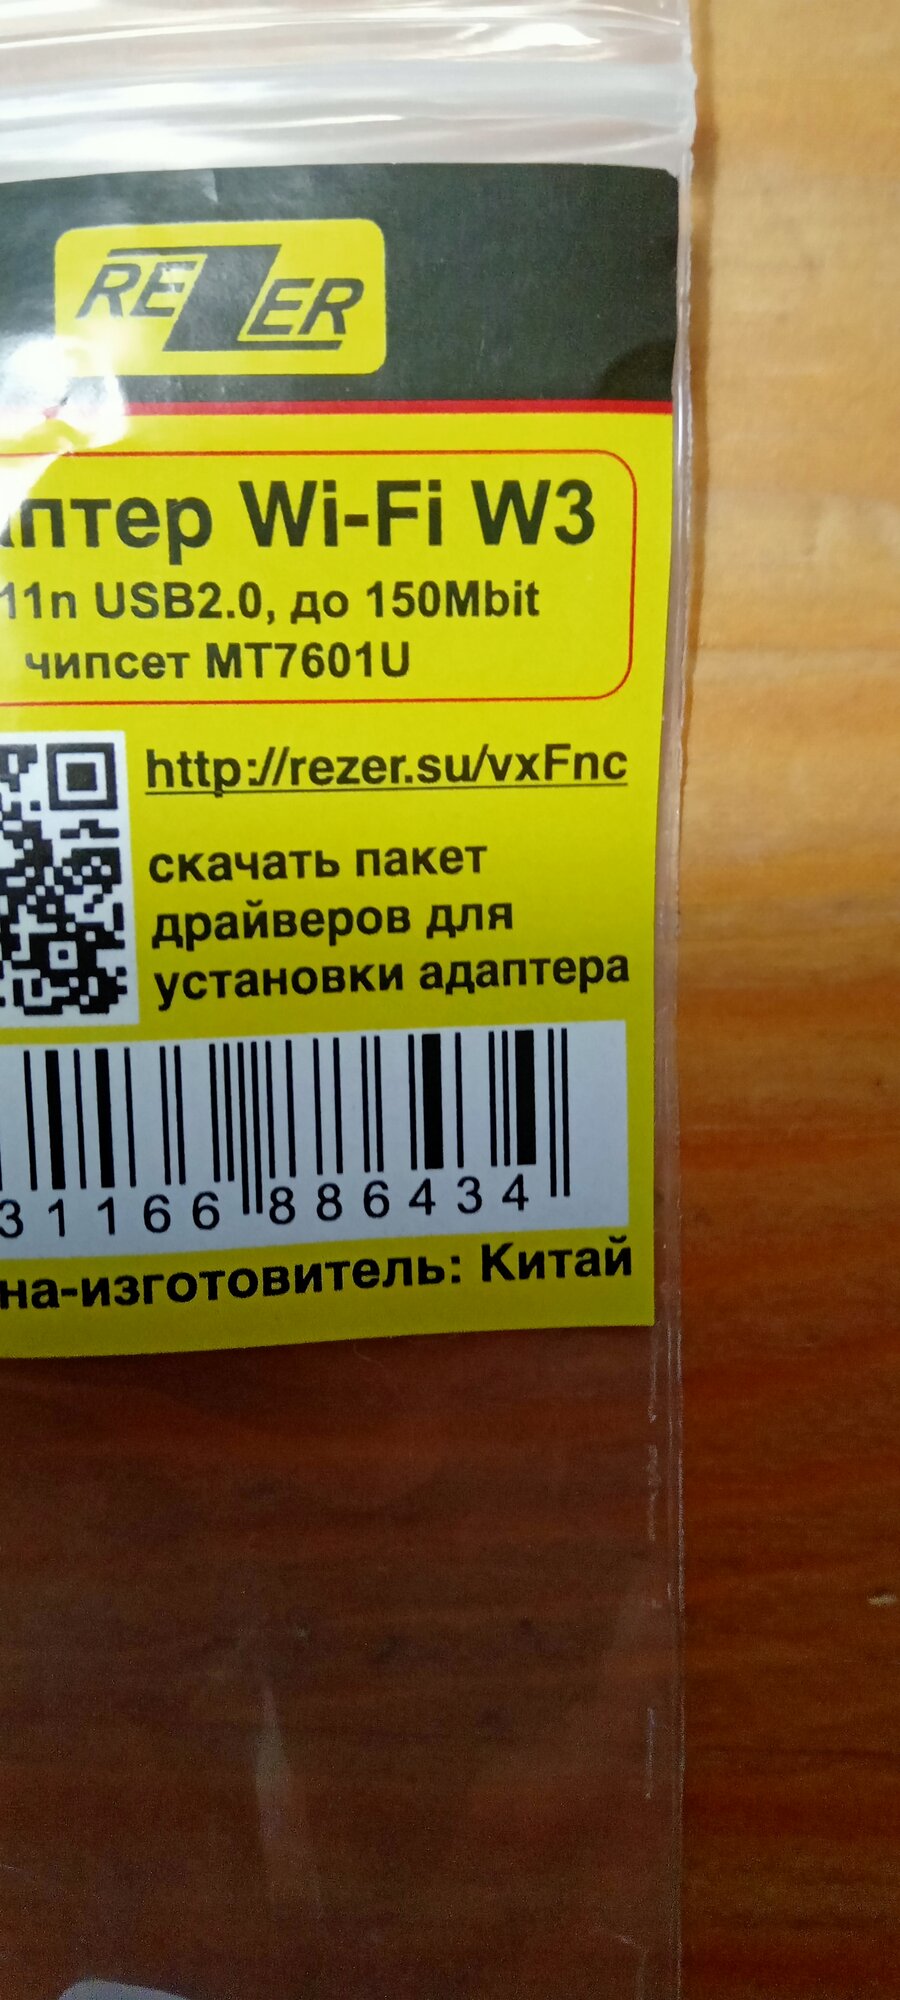 REZER
Wi-Fi W3
11n USB2.0, до 150Mbit
чипсет MT7601U
http://rezer.su/vxFnc
скачать пакет
драйверов для
установки адаптера
31166 886434
на-изготовитель: Китай